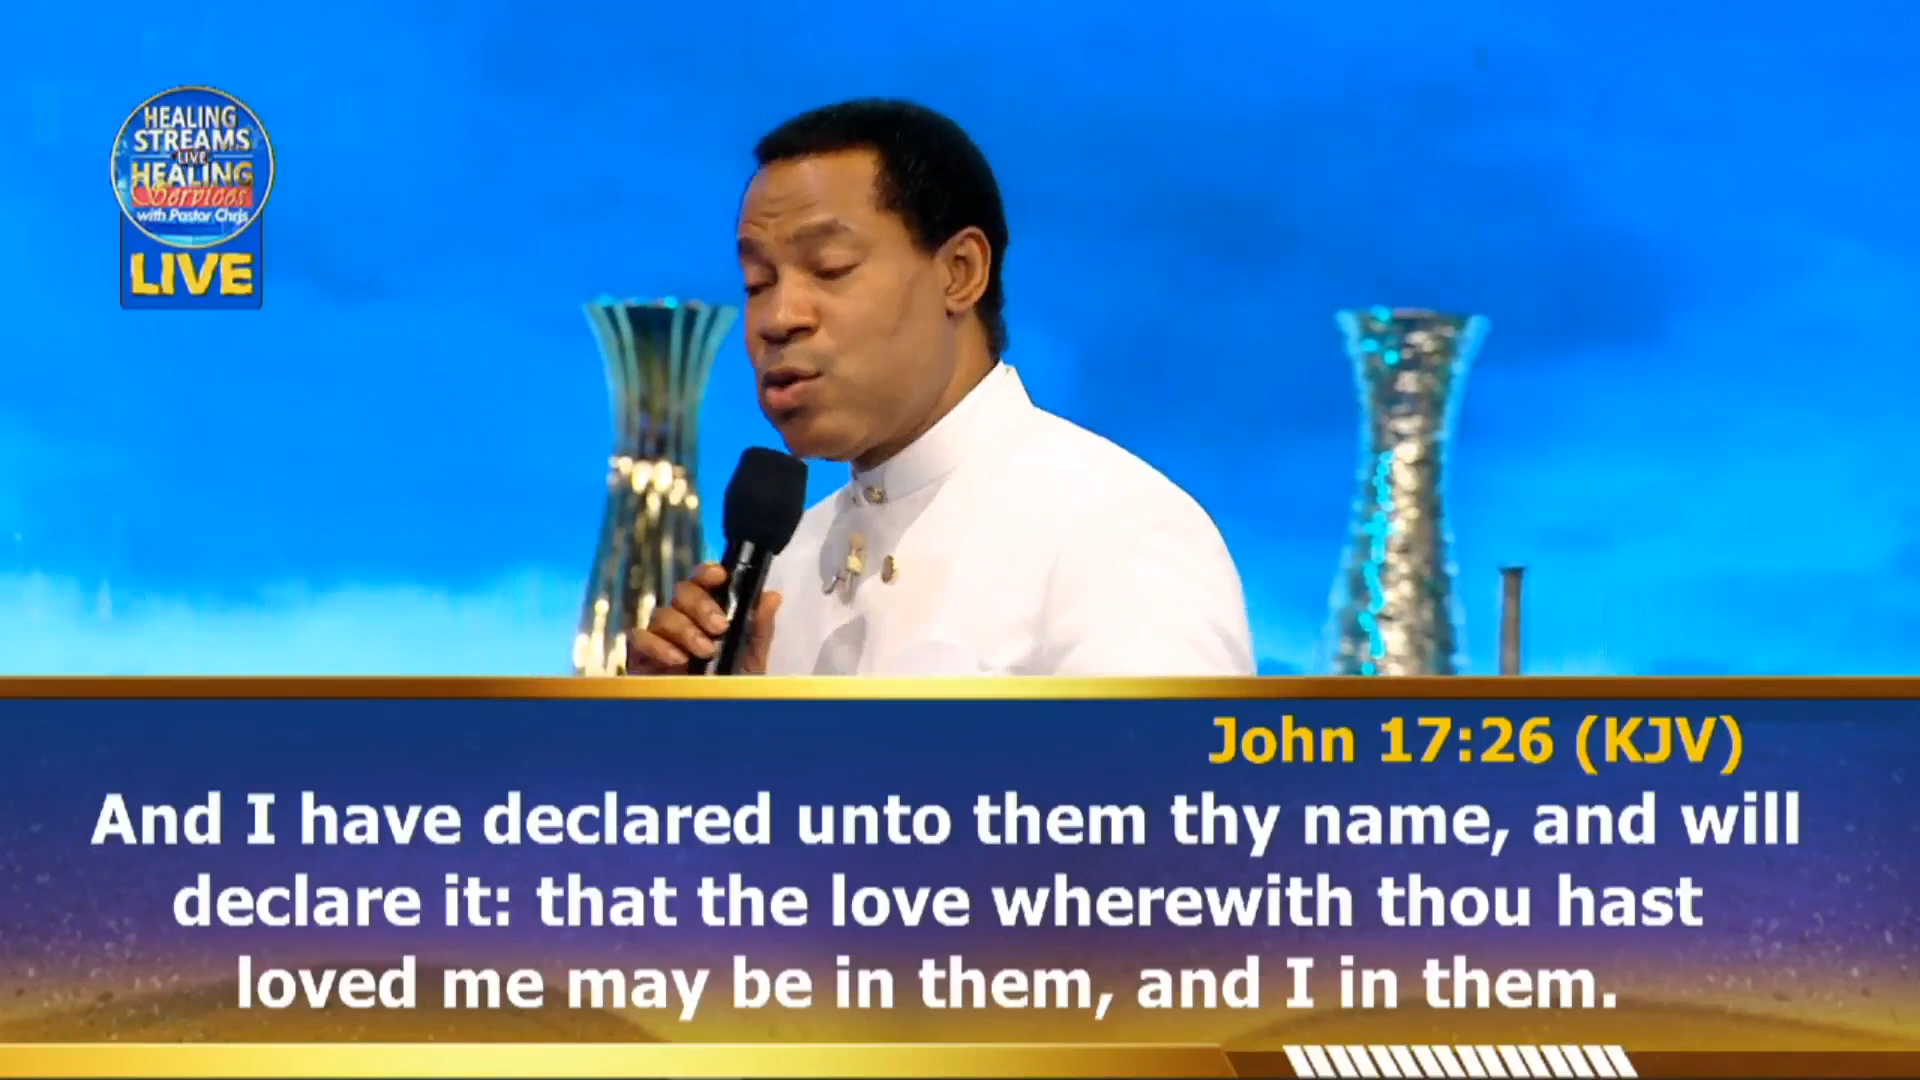 HEALING
STREAMS
LIVE
HEALING
Services
with Pastor Chris
LIVE
John 17:26 (KJV)
And I have declared unto them thy name, and will
declare it: that the love wherewith thou hast
loved me may be in them, and I in them.